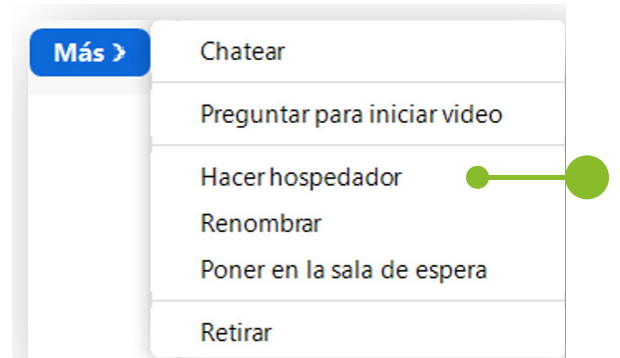 Más
Chatear
Preguntar para iniciar video
Hacer hospedador
Renombrar
Poner en la sala de espera
Retirar